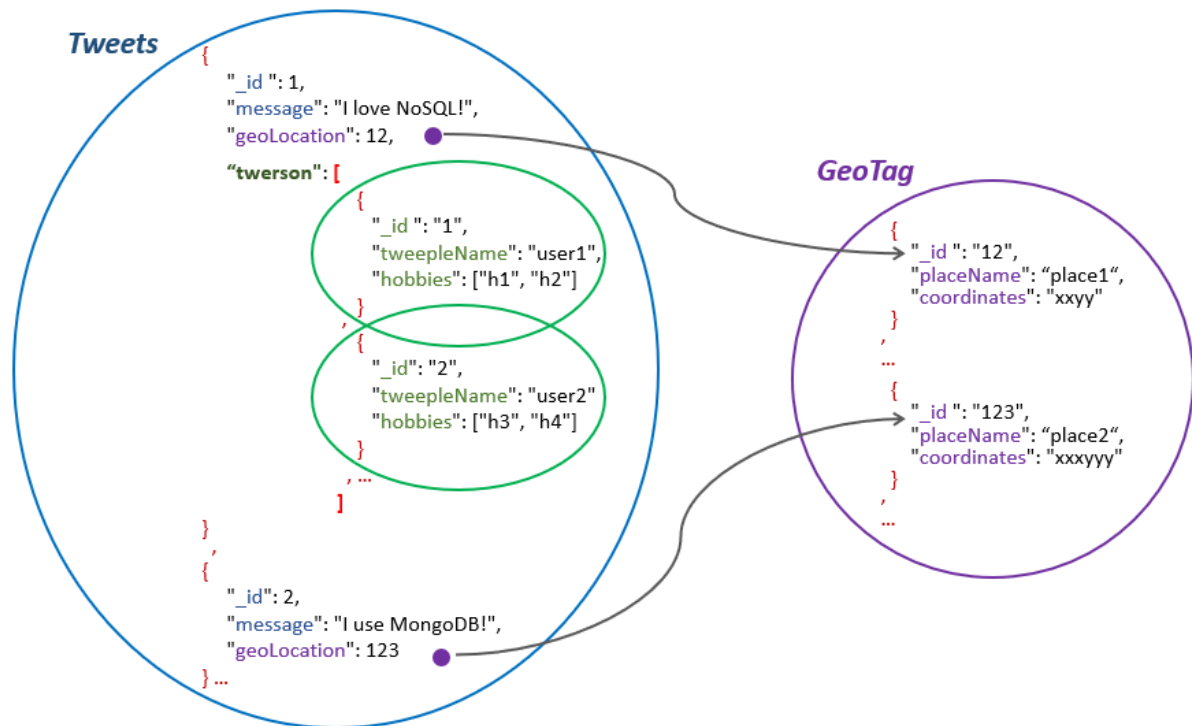 Tweets
{
"_id ": 1,
"message": "I love NoSQL!",
"geoLocation": 12,
“twerson": [
{
"_id ": "1",
"tweepleName": "user1",
"hobbies": ["h1", "h2"]
}
,
{
"_id": "2",
"tweepleName": "user2"
"hobbies": ["h3", "h4"]
}
, ...
]
}
,
{
"_id": 2,
"message": "I use MongoDB!",
"geoLocation": 123
} ...
GeoTag
{
"_id ": "12",
"placeName": “place1“,
"coordinates": "xxyy"
}
,
...
{
"_id ": "123",
"placeName": “place2“,
"coordinates": "xxxyyy"
}
,
...